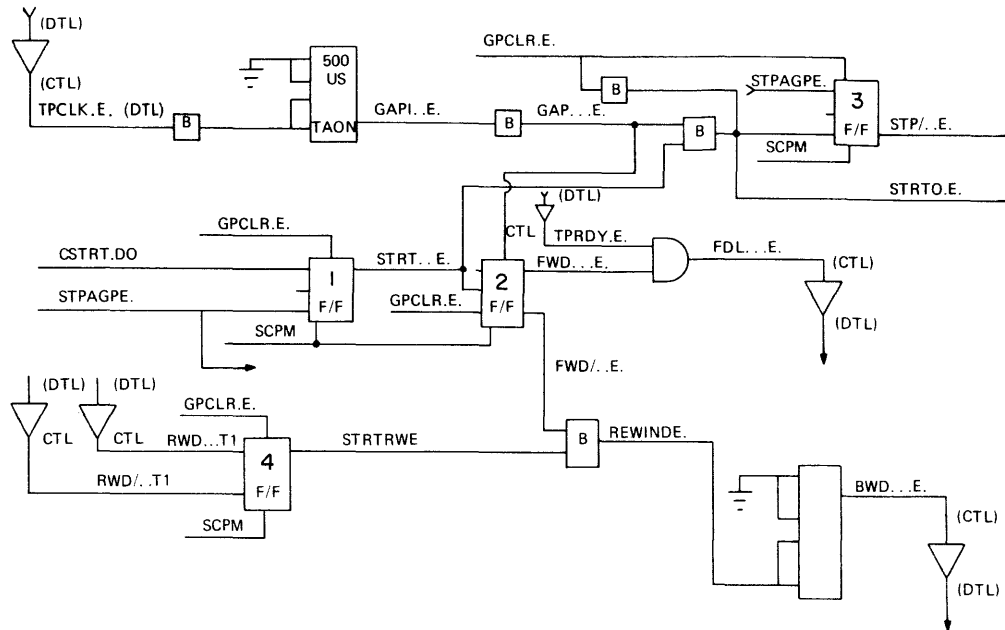 (DTL)
(CTL)
TPCLK.E. (DTL)
B
500
US
TAON
GAPI..E.
B
GAP...E.
B
GPCLR.E.
B
STPAGPE.
3
F/F
STP/..E.
SCPM
STRTO.E.
GPCLR.E.
CSTRT.DO
STPAGPE.
1
F/F
SCPM
STRT..E.
GPCLR.E.
2
F/F
(DTL)
CTL
TPRDY.E.
FWD...E.
FDL...E.
(CTL)
(DTL)
FWD/..E.
(DTL)
(DTL)
CTL
CTL
GPCLR.E.
RWD...T1
RWD/..T1
4
F/F
SCPM
STRTRWE
B
REWINDE.
BWD...E.
(CTL)
(DTL)